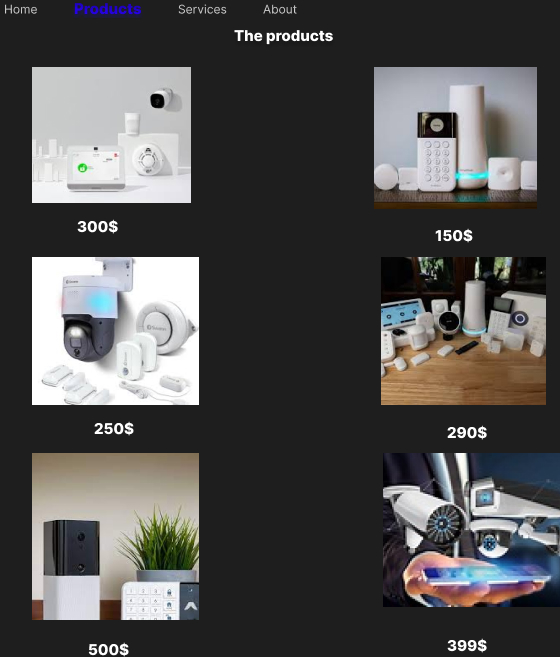 Home Products Services About
The products
300$ 150$
250$ 290$
500$ 399$